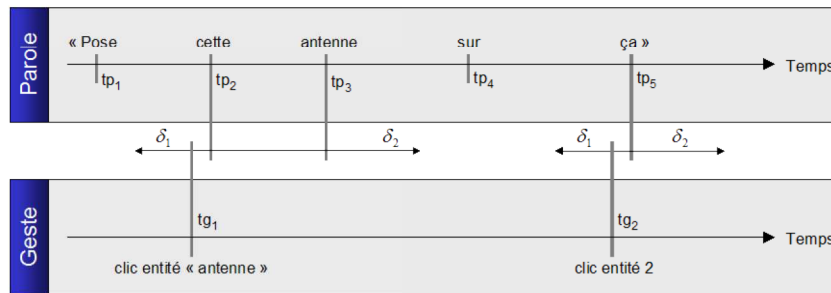 Parole
« Pose cette antenne sur ça »
Temps
tp1 tp2 tp3 tp4 tp5
δ1 δ2 δ1 δ2
Geste
tg1 tg2
Temps
clic entité « antenne » clic entité 2